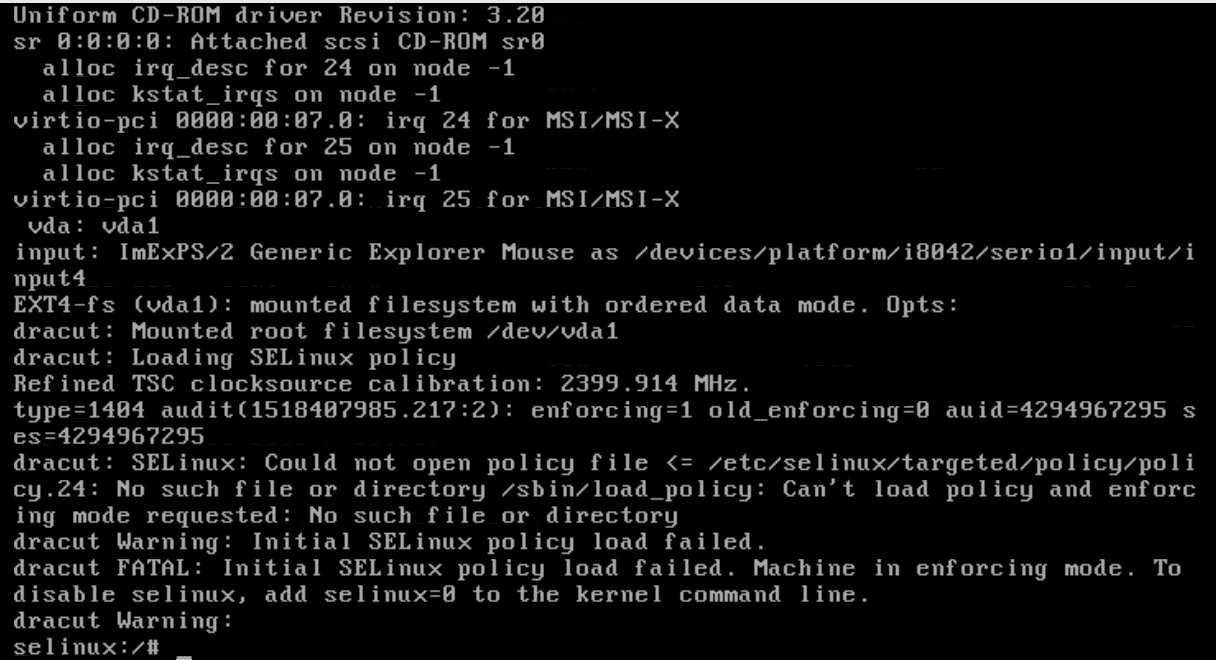 Uniform CD-ROM driver Revision: 3.20
sr 0:0:0:0: Attached scsi CD-ROM sr0
  alloc irq_desc for 24 on node -1
  alloc kstat_irqs on node -1
virtio-pci 0000:00:07.0: irq 24 for MSI/MSI-X
  alloc irq_desc for 25 on node -1
  alloc kstat_irqs on node -1
virtio-pci 0000:00:07.0: irq 25 for MSI/MSI-X
 vda: vda1
input: ImExPS/2 Generic Explorer Mouse as /devices/platform/i8042/serio1/input/i
nput4
EXT4-fs (vda1): mounted filesystem with ordered data mode. Opts:
dracut: Mounted root filesystem /dev/vda1
dracut: Loading SELinux policy
Refined TSC clocksource calibration: 2399.914 MHz.
type=1404 audit(1518407985.217:2): enforcing=1 old_enforcing=0 auid=4294967295 s
es=4294967295
dracut: SELinux: Could not open policy file <= /etc/selinux/targeted/policy/poli
cy.24: No such file or directory /sbin/load_policy: Can't load policy and enforc
ing mode requested: No such file or directory
dracut Warning: Initial SELinux policy load failed.
dracut FATAL: Initial SELinux policy load failed. Machine in enforcing mode. To
disable selinux, add selinux=0 to the kernel command line.
dracut Warning:
selinux:/# _